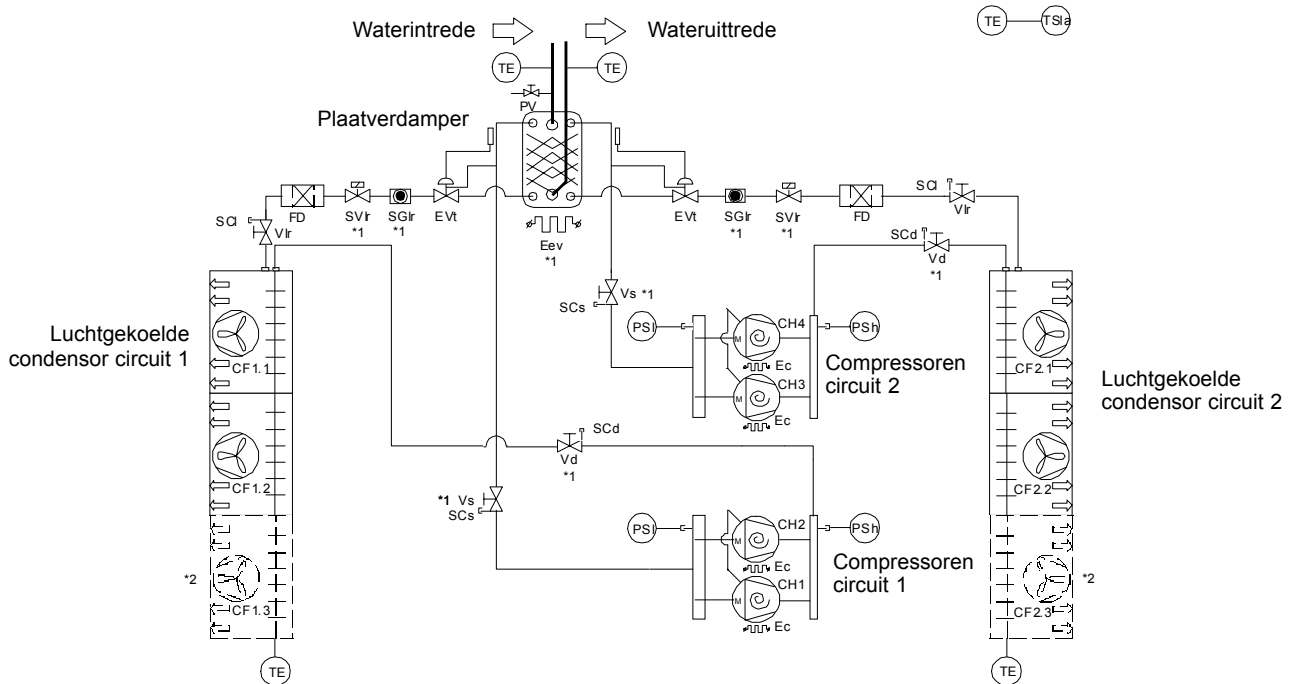 Waterintrede
Wateruittrede
TE
TSIa
TE
TE
PV
Plaatverdamper
SCl
Vlr
FD
SVlr
*1
SGlr
*1
EVt
Eev
*1
EVt
SGlr
*1
SVlr
*1
FD
SCl
Vlr
SCd
Vd
*1
Vs *1
SCs
PSl
M
CH4
Ec
M
CH3
Ec
PSh
Compressoren
circuit 2
Luchtgekoelde
condensor circuit 1
CF1.1
CF1.2
*2
CF1.3
TE
Luchtgekoelde
condensor circuit 2
CF2.1
CF2.2
*2
CF2.3
TE
SCd
Vd
*1
*1 Vs
SCs
PSl
M
CH2
Ec
M
CH1
Ec
PSh
Compressoren
circuit 1